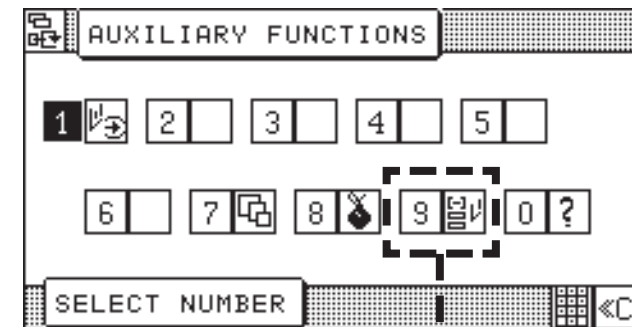 AUXILIARY FUNCTIONS
1 2 3 4 5
6 7 8 9 0 ?
SELECT NUMBER «C